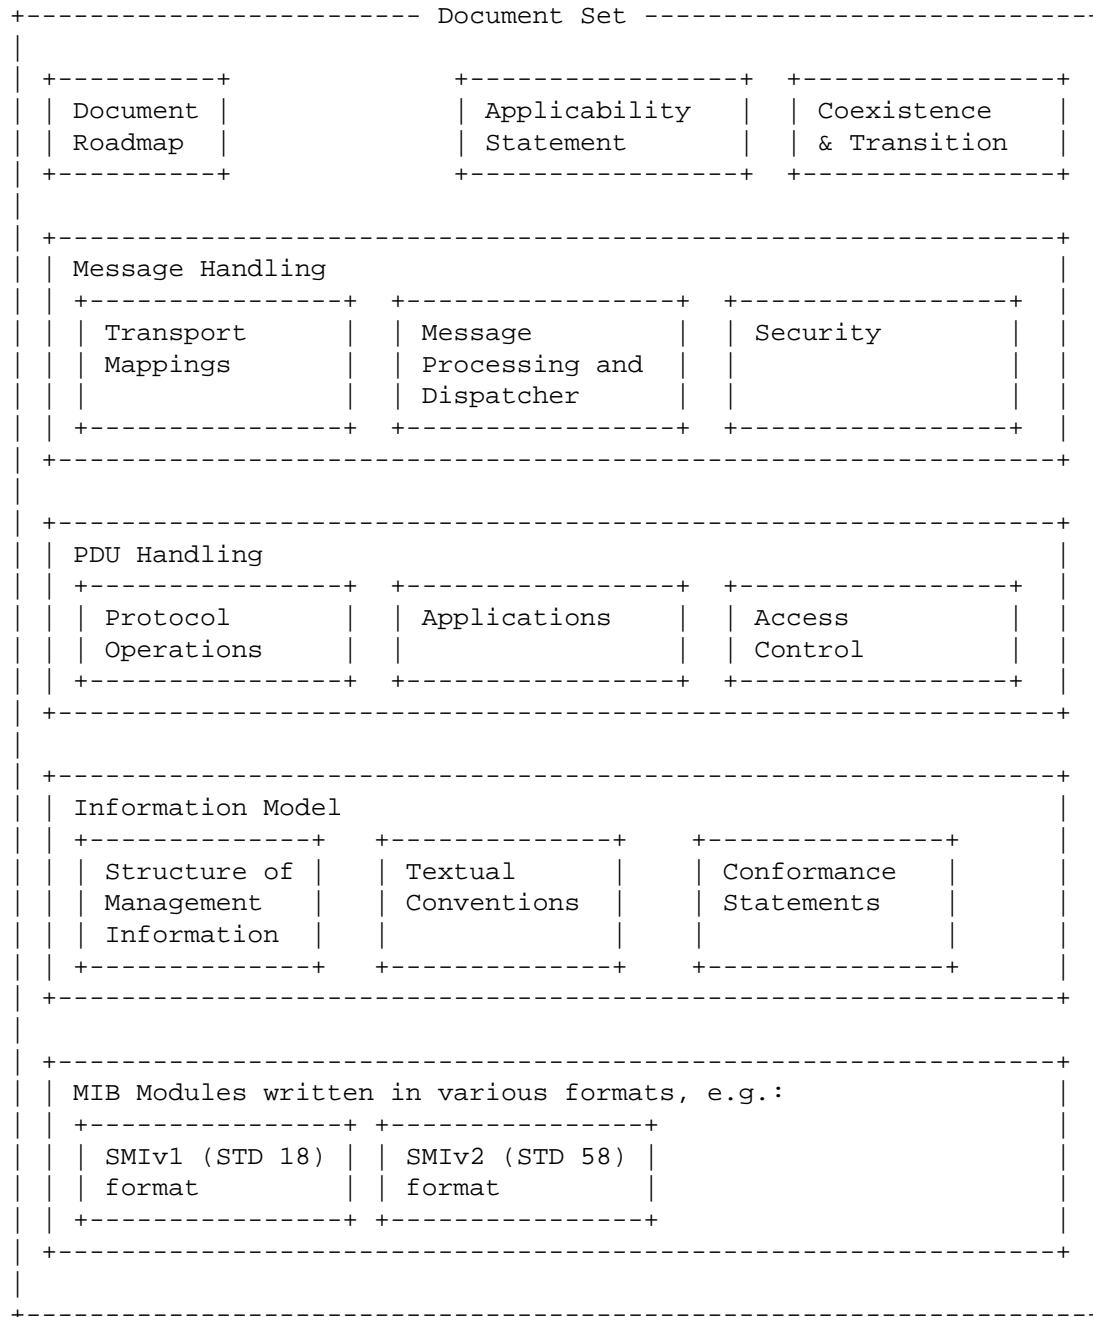 Document Set
Document Applicability Coexistence
Roadmap Statement & Transition
Message Handling
Transport Message Security
Mappings Processing and
Dispatcher
PDU Handling
Protocol Applications Access
Operations Control
Information Model
Structure of Textual Conformance
Management Conventions Statements
Information
MIB Modules written in various formats, e.g.:
SMIv1 (STD 18) SMIv2 (STD 58)
format format